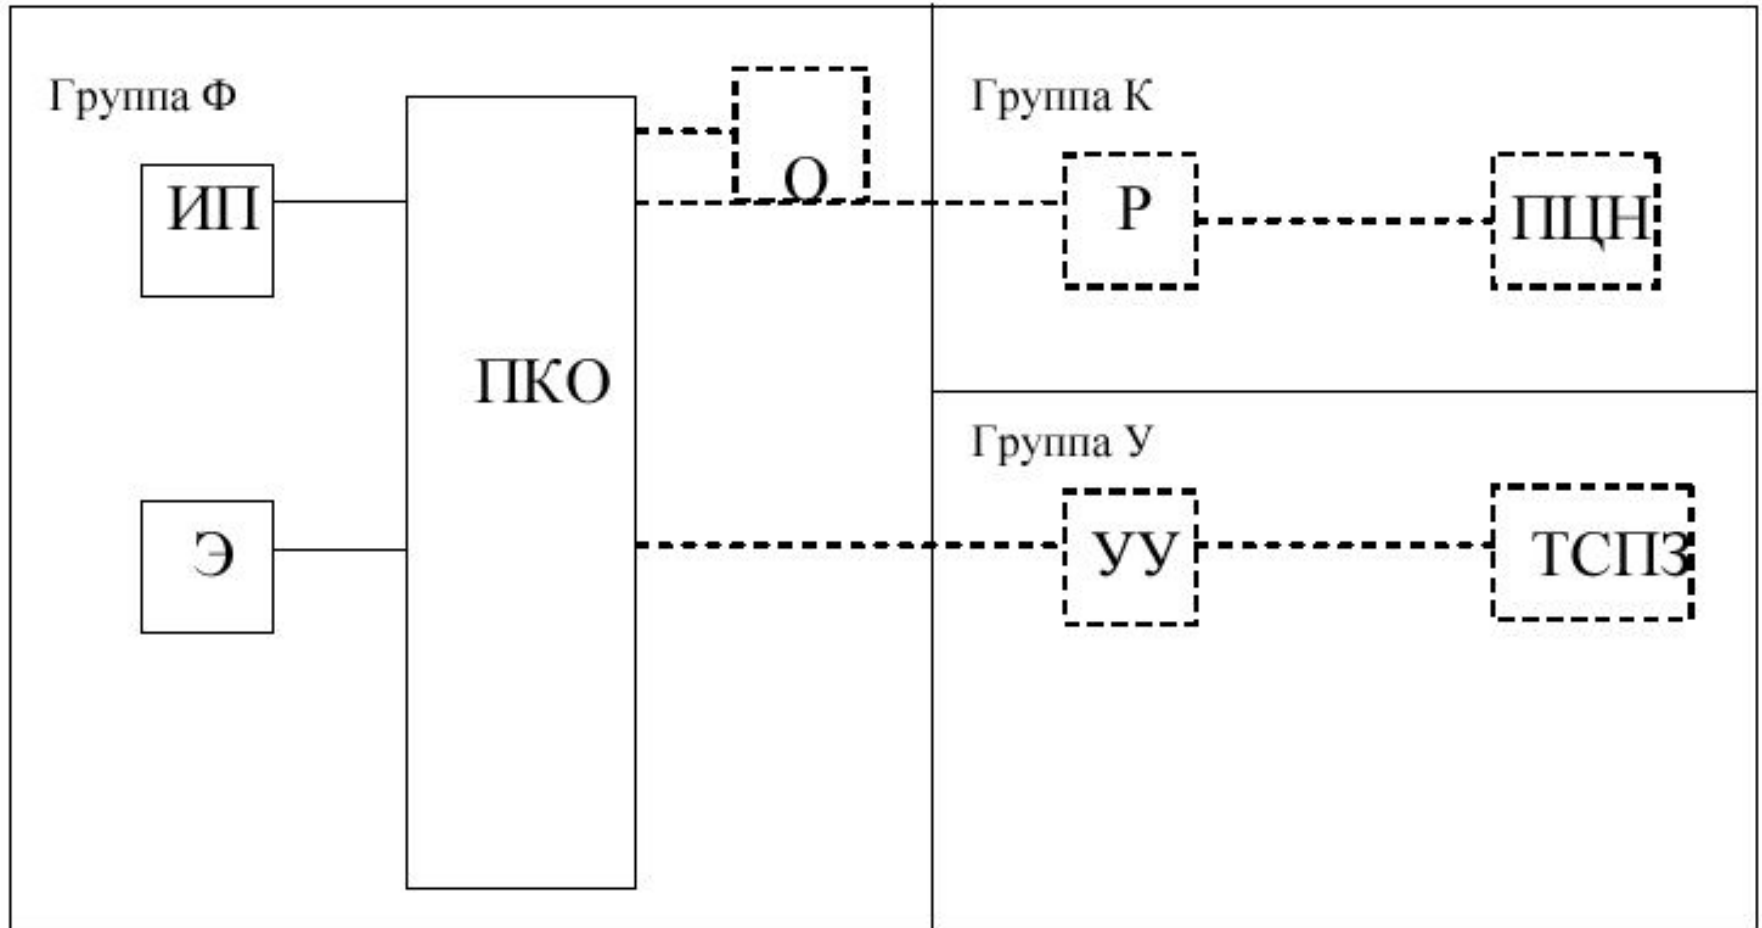 Группа Ф
ИП
ПКО
О
Э
Группа К
Р
ПЦН
Группа У
УУ
ТСПЗ